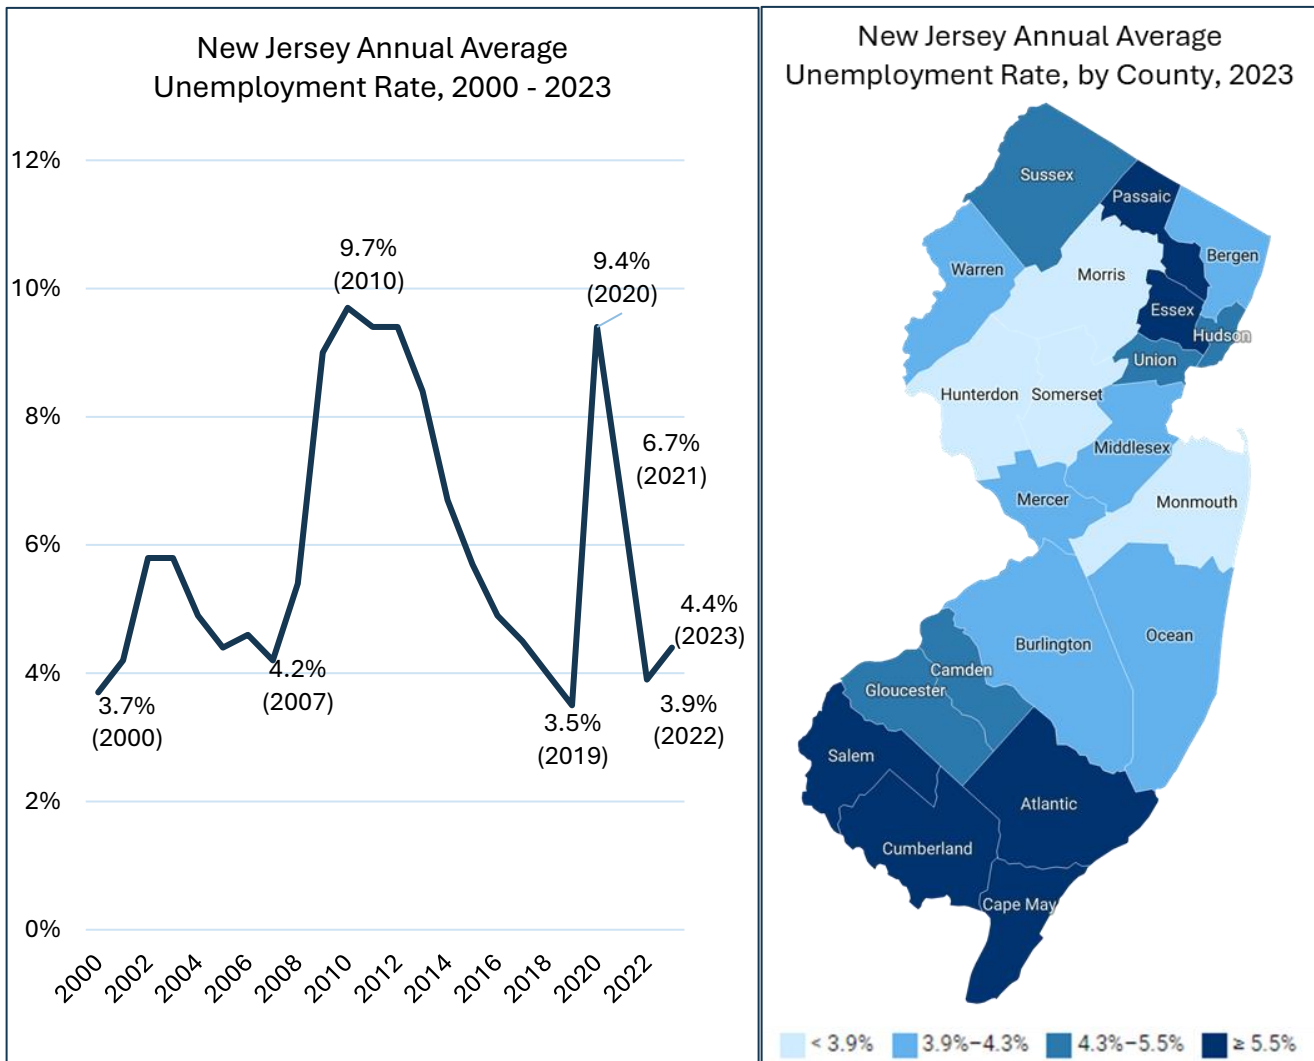 New Jersey Annual Average
Unemployment Rate, 2000 - 2023
12%
10%
8%
6%
4%
2%
0%
3.7%
(2000)
4.2%
(2007)
9.7%
(2010)
3.5%
(2019)
9.4%
(2020)
6.7%
(2021)
3.9%
(2022)
4.4%
(2023)
2000
2002
2004
2006
2008
2010
2012
2014
2016
2018
2020
2022
New Jersey Annual Average
Unemployment Rate, by County, 2023
Sussex
Passaic
Bergen
Warren
Morris
Essex
Hudson
Union
Hunterdon
Somerset
Middlesex
Mercer
Monmouth
Ocean
Burlington
Camden
Gloucester
Salem
Atlantic
Cumberland
Cape May
< 3.9%
3.9%–4.3%
4.3%–5.5%
≥ 5.5%